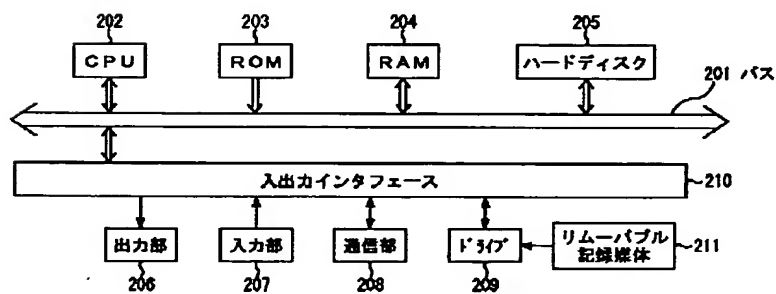 202 203 204 205
CPU ROM RAM ハードディスク
201 バス
入出力インタフェース 210
出力部 入力部 通信部 ドライブ リムーバブル
記録媒体 211
206 207 208 209